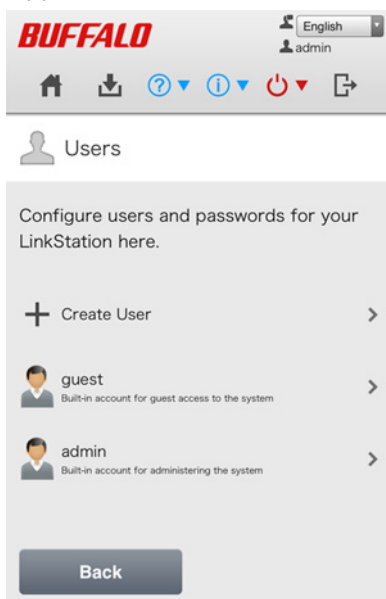 BUFFALO
English
admin
Users
Configure users and passwords for your
LinkStation here.
Create User
guest
Built-in account for guest access to the system
admin
Built-in account for administering the system
Back